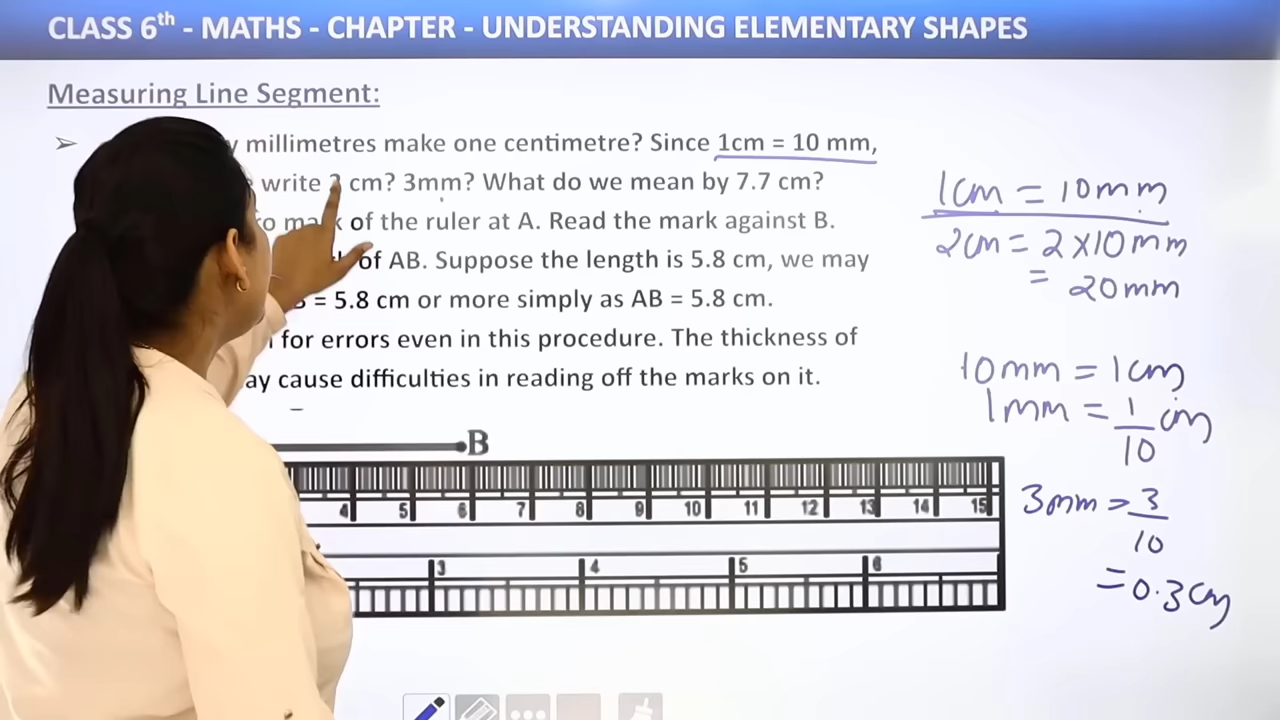 CLASS 6th - MATHS - CHAPTER - UNDERSTANDING ELEMENTARY SHAPES
Measuring Line Segment:
➢ millimetres make one centimetre? Since 1cm = 10 mm,
write cm? 3mm? What do we mean by 7.7 cm?
of the ruler at A. Read the mark against B.
of AB. Suppose the length is 5.8 cm, we may
= 5.8 cm or more simply as AB = 5.8 cm.
for errors even in this procedure. The thickness of
cause difficulties in reading off the marks on it.
B
4 5 6 7 8 9 10 11 12 13 14 15
3 4 5 6
1cm = 10mm
2cm = 2×10mm
= 20mm
10mm = 1cm
1mm = 1/10 cm
3mm = 3/10
= 0.3cm